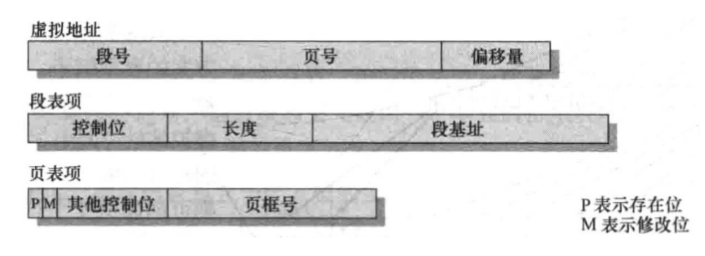 虚拟地址
段号 页号 偏移量
段表项
控制位 长度 段基址
页表项
P M 其他控制位 页框号
P 表示存在位
M 表示修改位